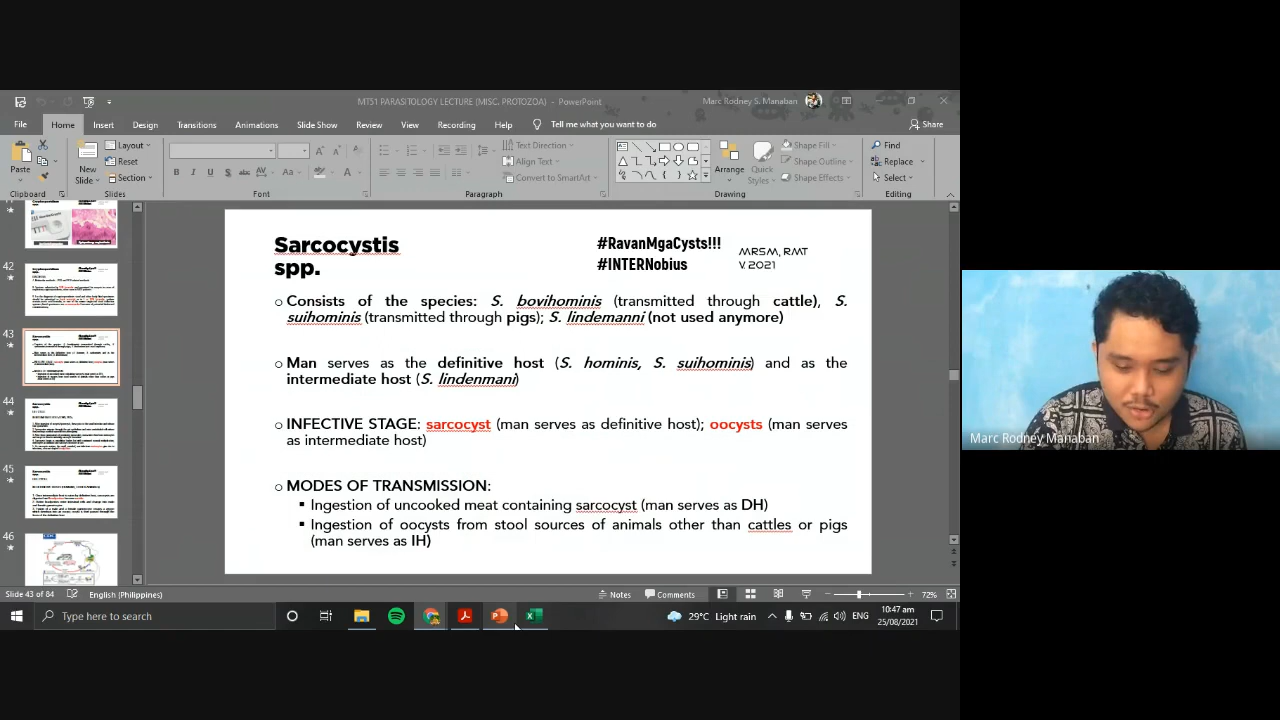 MT51 PARASITOLOGY LECTURE (MISC. PROTOZOA) - PowerPoint
Marc Rodney S. Manaban
File Home Insert Design Transitions Animations Slide Show Review View Recording Help Tell me what you want to do
Share
Paste
Clipboard
New Slide
Layout
Reset
Section
Slides
B I U S abc AV Aa A
Font
Paragraph
Text Direction
Align Text
Convert to SmartArt
Arrange
Quick Styles
Shape Fill
Shape Outline
Shape Effects
Drawing
Find
Replace
Select
Editing
42
43
44
45
46
Sarcocystis
spp.
#RavanMgaCysts!!!
#INTERNobius
MRSM, RMT
V. 2021
Consists of the species: S. bovihominis (transmitted through cattle), S.
suihominis (transmitted through pigs); S. lindemanni (not used anymore)
Man serves as the definitive host (S. hominis, S. suihominis) and as the
intermediate host (S. lindenmani)
INFECTIVE STAGE: sarcocyst (man serves as definitive host); oocysts (man serves
as intermediate host)
MODES OF TRANSMISSION:
Ingestion of uncooked meat containing sarcocyst (man serves as DH)
Ingestion of oocysts from stool sources of animals other than cattles or pigs
(man serves as IH)
Marc Rodney Manaban
Slide 43 of 84 English (Philippines) Notes Comments 72%
Type here to search
29°C Light rain
ENG
10:47 am
25/08/2021